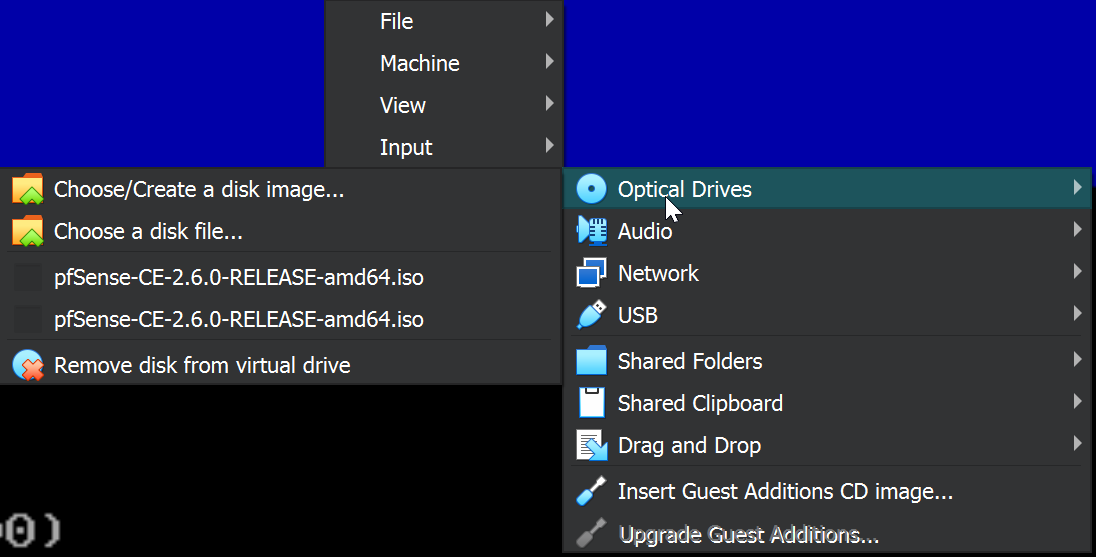 File
Machine
View
Input
Choose/Create a disk image...
Choose a disk file...
pfSense-CE-2.6.0-RELEASE-amd64.iso
pfSense-CE-2.6.0-RELEASE-amd64.iso
Remove disk from virtual drive
Optical Drives
Audio
Network
USB
Shared Folders
Shared Clipboard
Drag and Drop
Insert Guest Additions CD image...
Upgrade Guest Additions...
0)